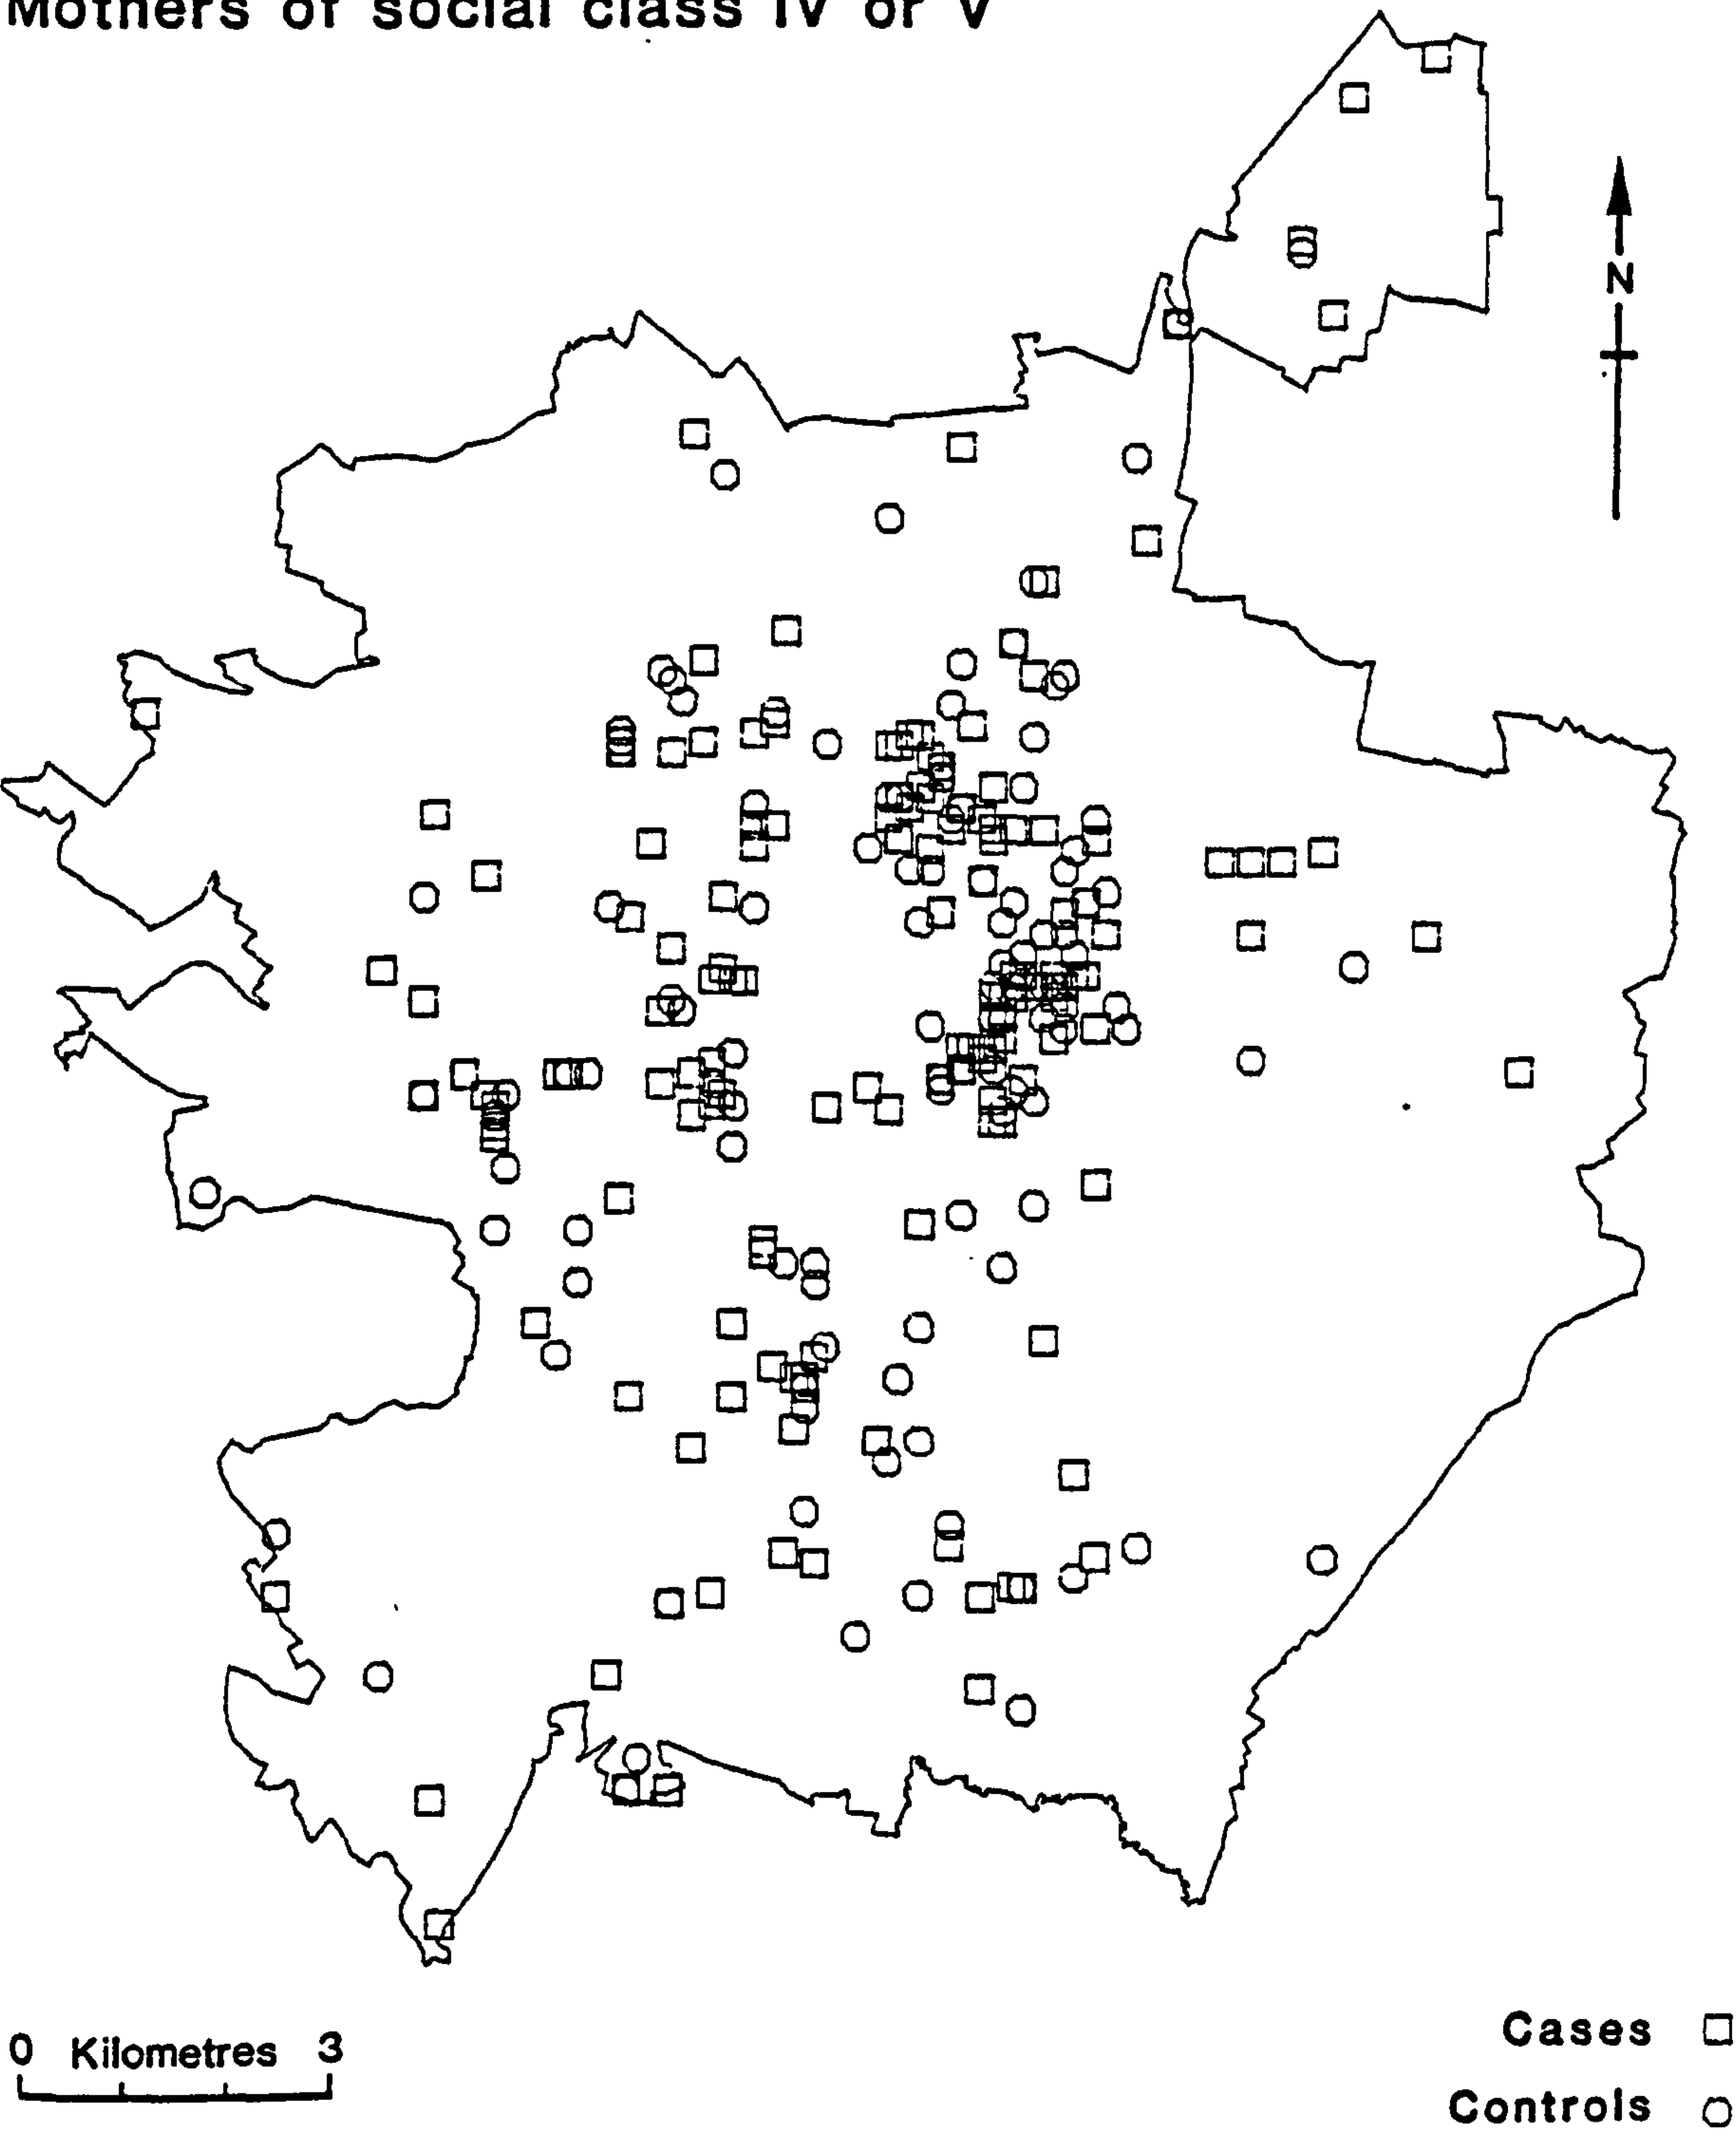 Mothers of social class IV or V
N
0 Kilometres 3
Cases
Controls